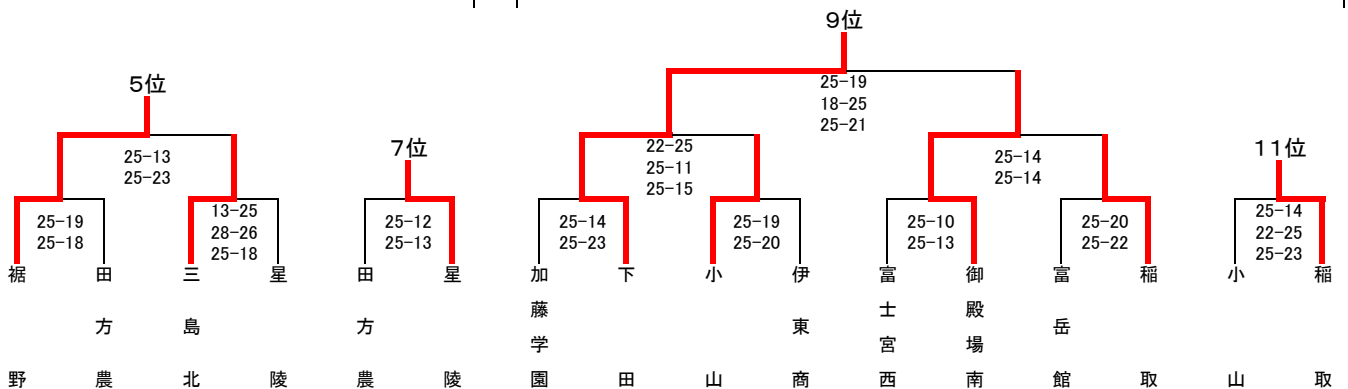 9位
25-19
18-25
25-21
5位
25-13
25-23
7位
22-25
25-11
25-15
25-14
25-14
11位
25-19
25-18
13-25
28-26
25-18
25-12
25-13
25-14
25-23
25-19
25-20
25-10
25-13
25-20
25-22
25-14
22-25
25-23
裾野
田方農
三島北
星陵
田方農
星陵
加藤学園
下田
小山
伊東商
富士宮西
御殿場南
富岳館
稲取
小山
稲取